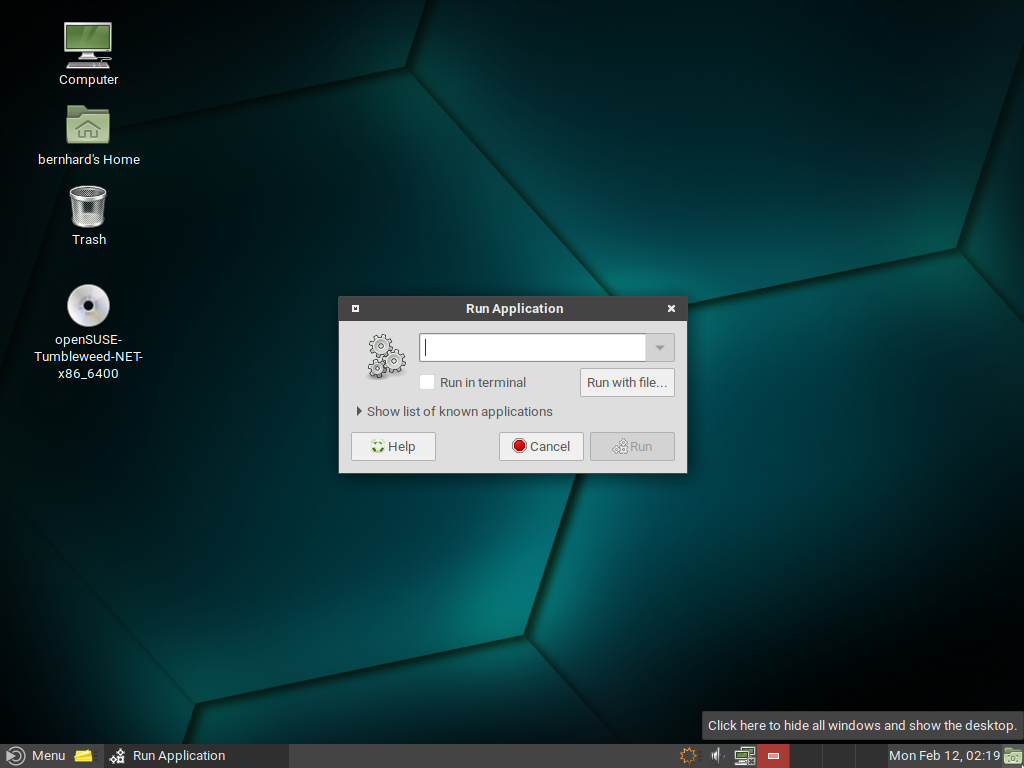 Computer
bernhard's Home
Trash
openSUSE-
Tumbleweed-NET-
x86_6400
Run Application
Run in terminal
Run with file...
Show list of known applications
Help
Cancel
Run
Click here to hide all windows and show the desktop.
Menu
Run Application
Mon Feb 12, 02:19